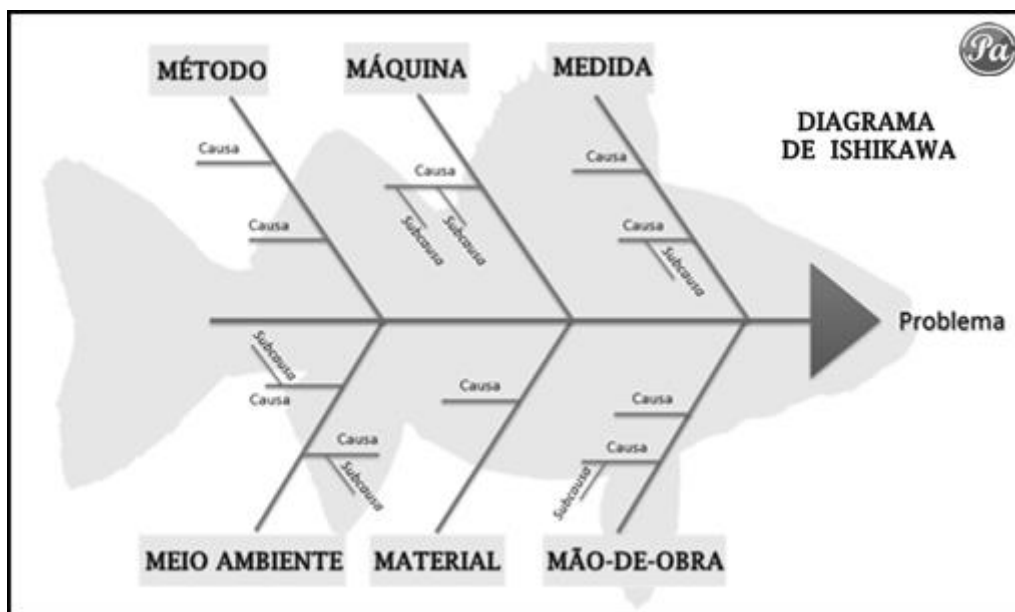 Pa
MÉTODO
MÁQUINA
MEDIDA
DIAGRAMA
DE ISHIKAWA
Causa
Causa
Causa
Subcausa
Subcausa
Causa
Causa
Subcausa
Problema
Subcausa
Causa
Causa
Subcausa
Causa
Causa
Causa
Subcausa
MEIO AMBIENTE
MATERIAL
MÃO-DE-OBRA